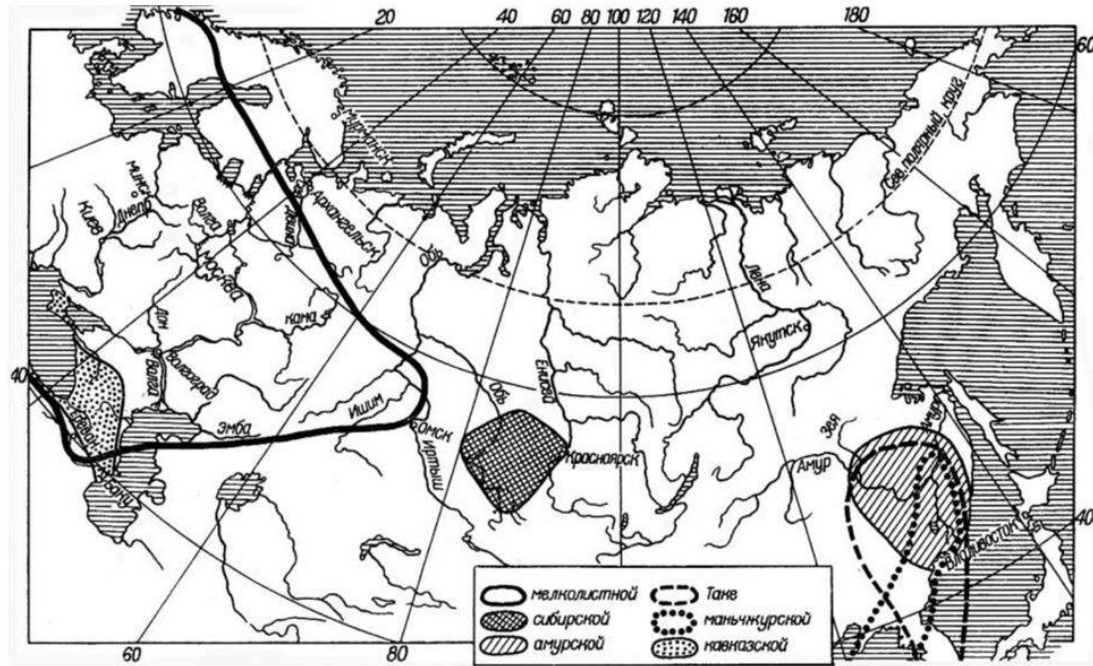 20 40 60 80 100 120 140 160 180
60
Сев. полярный круг
Мурманск
Минск
Киев
Днепр
Волга
Москва
Архангельск
Обь
Лена
Якутск
Кама
Дон
Волга
Волгоград
40
Ишим
Эмба
Омск
Иртыш
Обь
Енисей
Красноярск
Зея
Амур
Амур
Владивосток
40
Баку
мелколистной
сибирской
амурской
Таке
маньчжурской
кавказской
60 80